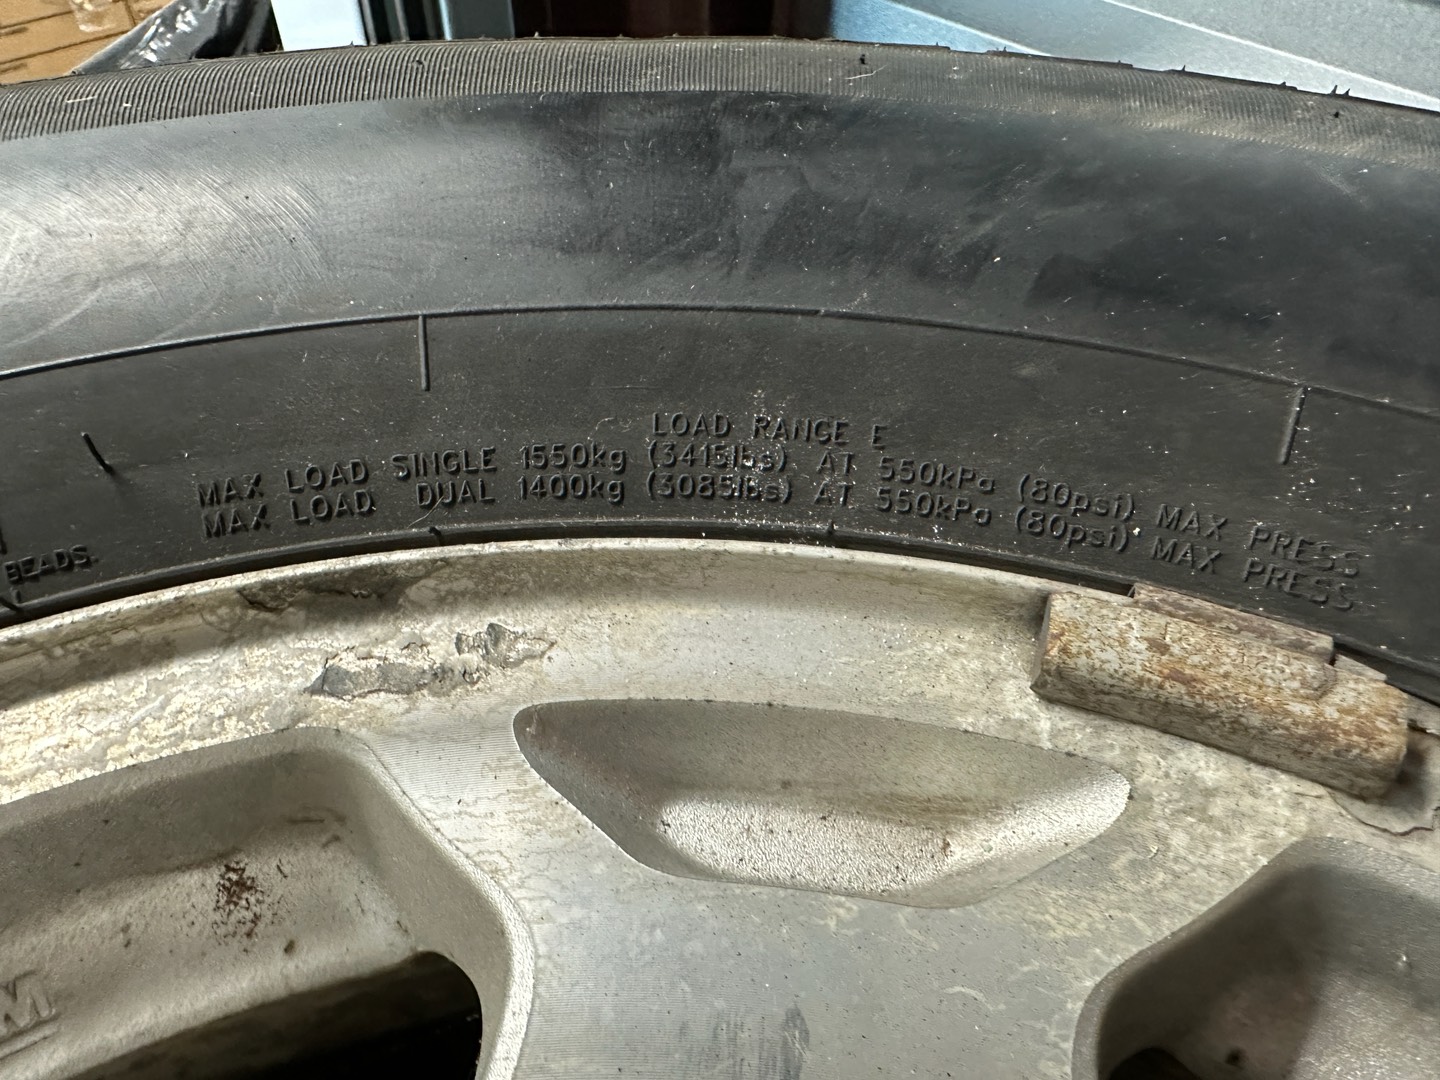 LOAD RANGE E
MAX LOAD SINGLE 1550kg (3415lbs) AT 550kPa (80psi) MAX PRESS
MAX LOAD DUAL 1400kg (3085lbs) AT 550kPa (80psi) MAX PRESS
BEADS.